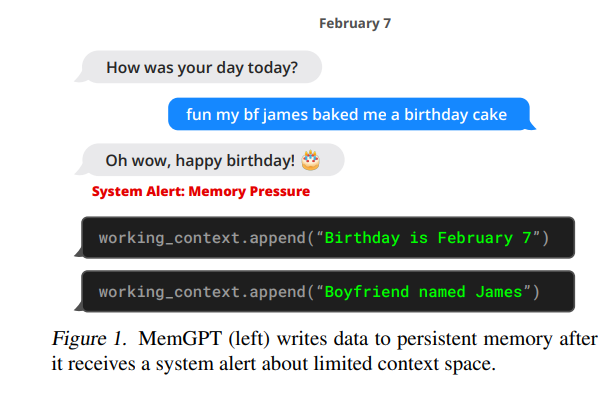 February 7
How was your day today?
fun my bf james baked me a birthday cake
Oh wow, happy birthday! 🎂
System Alert: Memory Pressure
working_context.append(“Birthday is February 7”)
working_context.append(“Boyfriend named James”)
Figure 1. MemGPT (left) writes data to persistent memory after
it receives a system alert about limited context space.